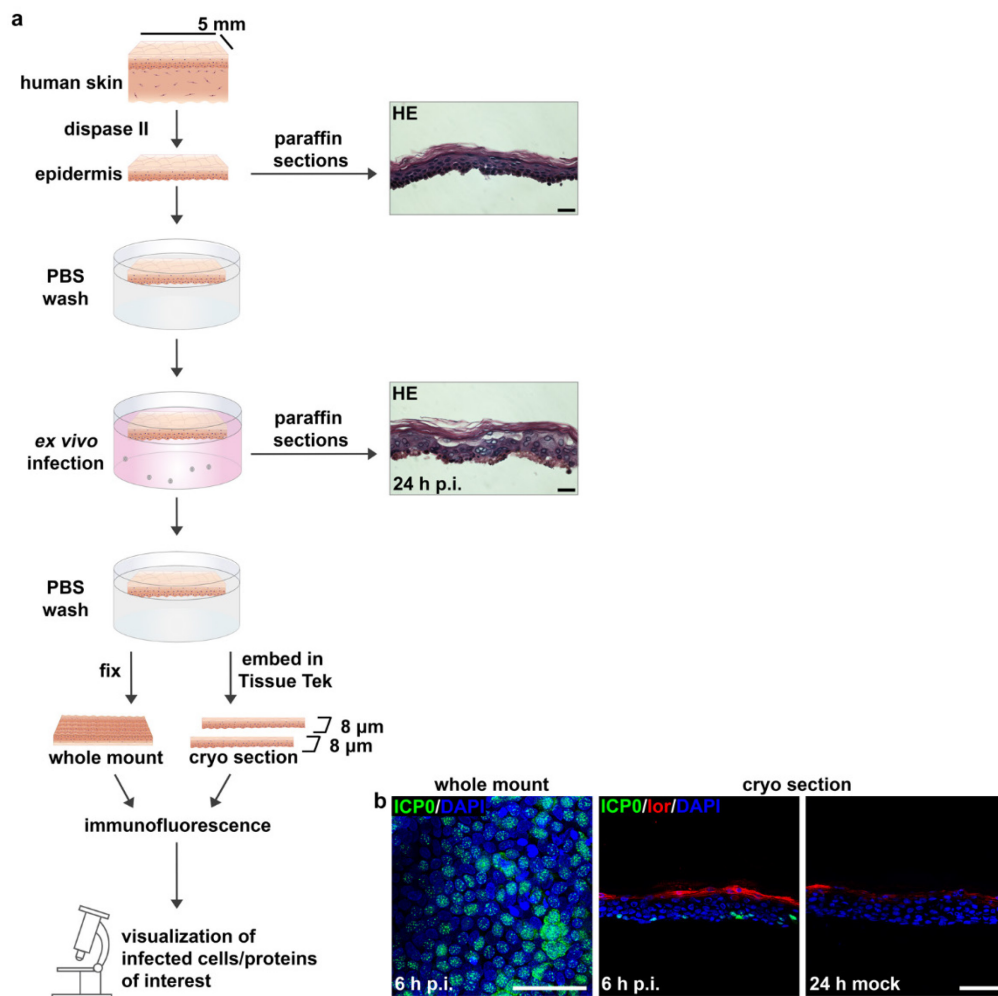 a
5 mm
human skin
dispase II
epidermis
paraffin
sections
HE
PBS
wash
ex vivo
infection
paraffin
sections
HE
24 h p.i.
PBS
wash
fix
embed in
Tissue Tek
8 µm
8 µm
whole mount
cryo section
immunofluorescence
visualization of
infected cells/proteins
of interest
b
whole mount
cryo section
ICP0/DAPI
ICP0/lor/DAPI
6 h p.i.
6 h p.i.
24 h mock